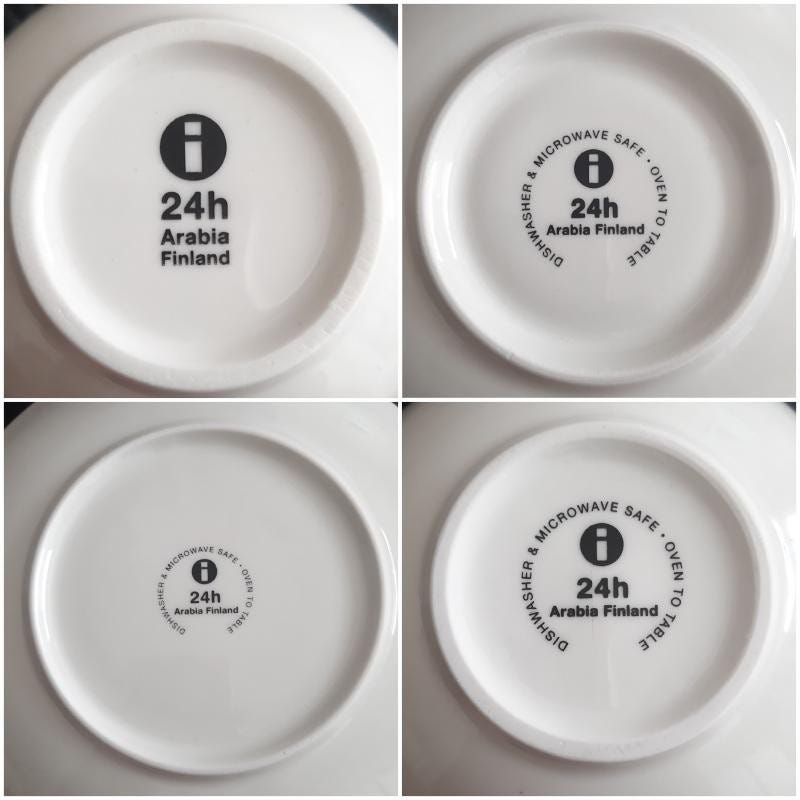 i
24h
Arabia
Finland
DISHWASHER & MICROWAVE SAFE • OVEN TO TABLE
i
24h
Arabia Finland
DISHWASHER & MICROWAVE SAFE • OVEN TO TABLE
i
24h
Arabia Finland
DISHWASHER & MICROWAVE SAFE • OVEN TO TABLE
i
24h
Arabia Finland